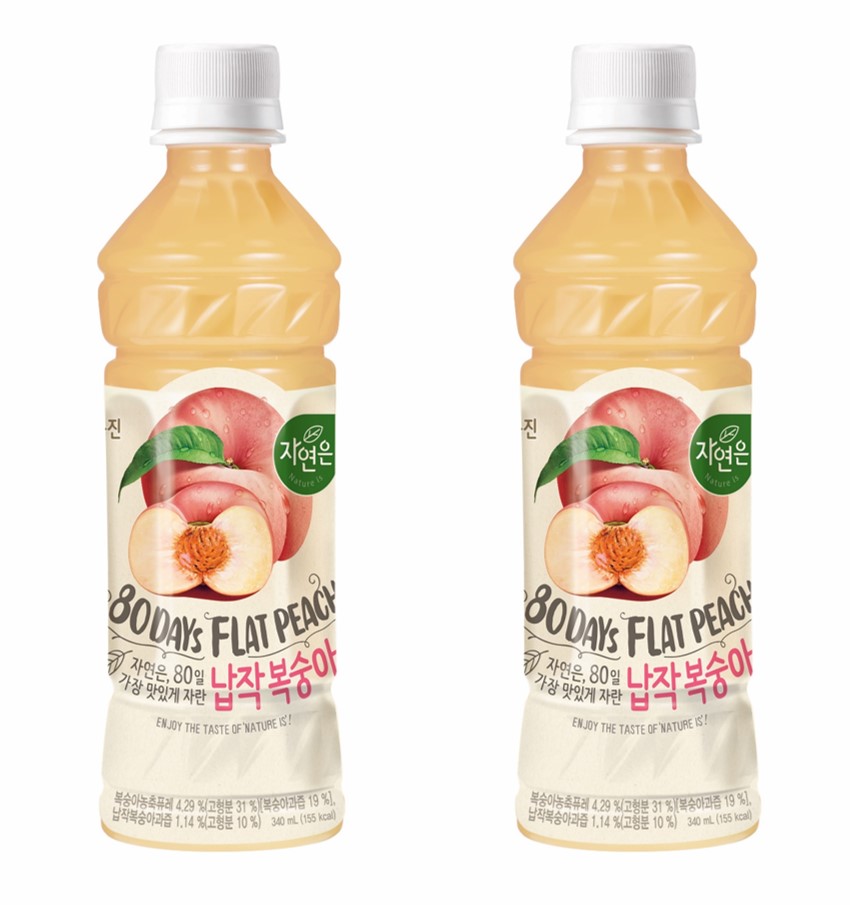 진
자연은
Nature is
80 DAYs FLAT PEACH
자연은, 80일
가장 맛있게 자란
납작복숭아
ENJOY THE TASTE OF 'NATURE IS'!
복숭아농축퓨레 4.29 %(고형분 31 %)[복숭아과즙 19 %],
납작복숭아과즙 1.14 %(고형분 10 %) 340 mL (155 kcal)
진
자연은
Nature is
80 DAYs FLAT PEACH
자연은, 80일
가장 맛있게 자란
납작복숭아
ENJOY THE TASTE OF 'NATURE IS'!
복숭아농축퓨레 4.29 %(고형분 31 %)[복숭아과즙 19 %],
납작복숭아과즙 1.14 %(고형분 10 %) 340 mL (155 kcal)